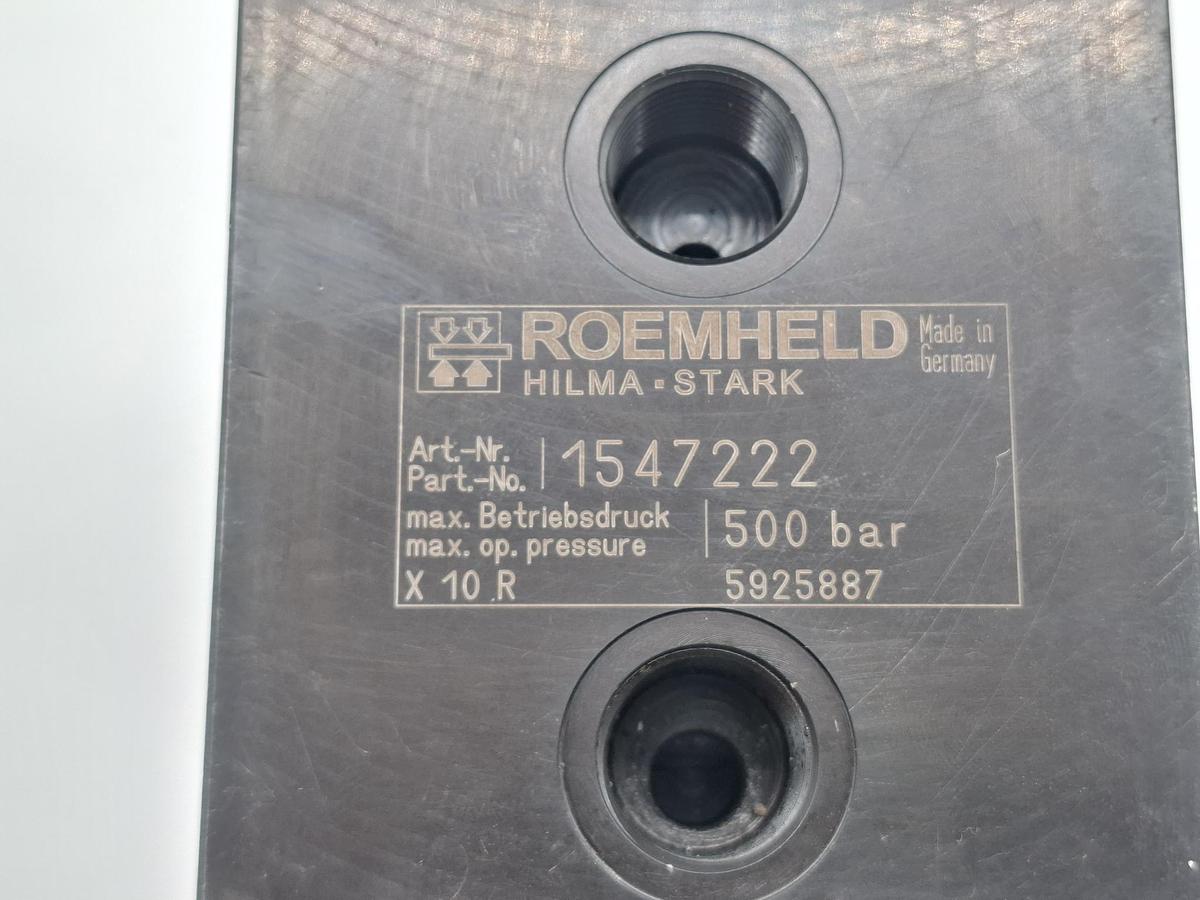 ROEMHELD
HILMA ▪ STARK
Made in
Germany
Art.-Nr.
Part.-No.
1547222
max. Betriebsdruck
max. op. pressure
500 bar
X 10 R 5925887